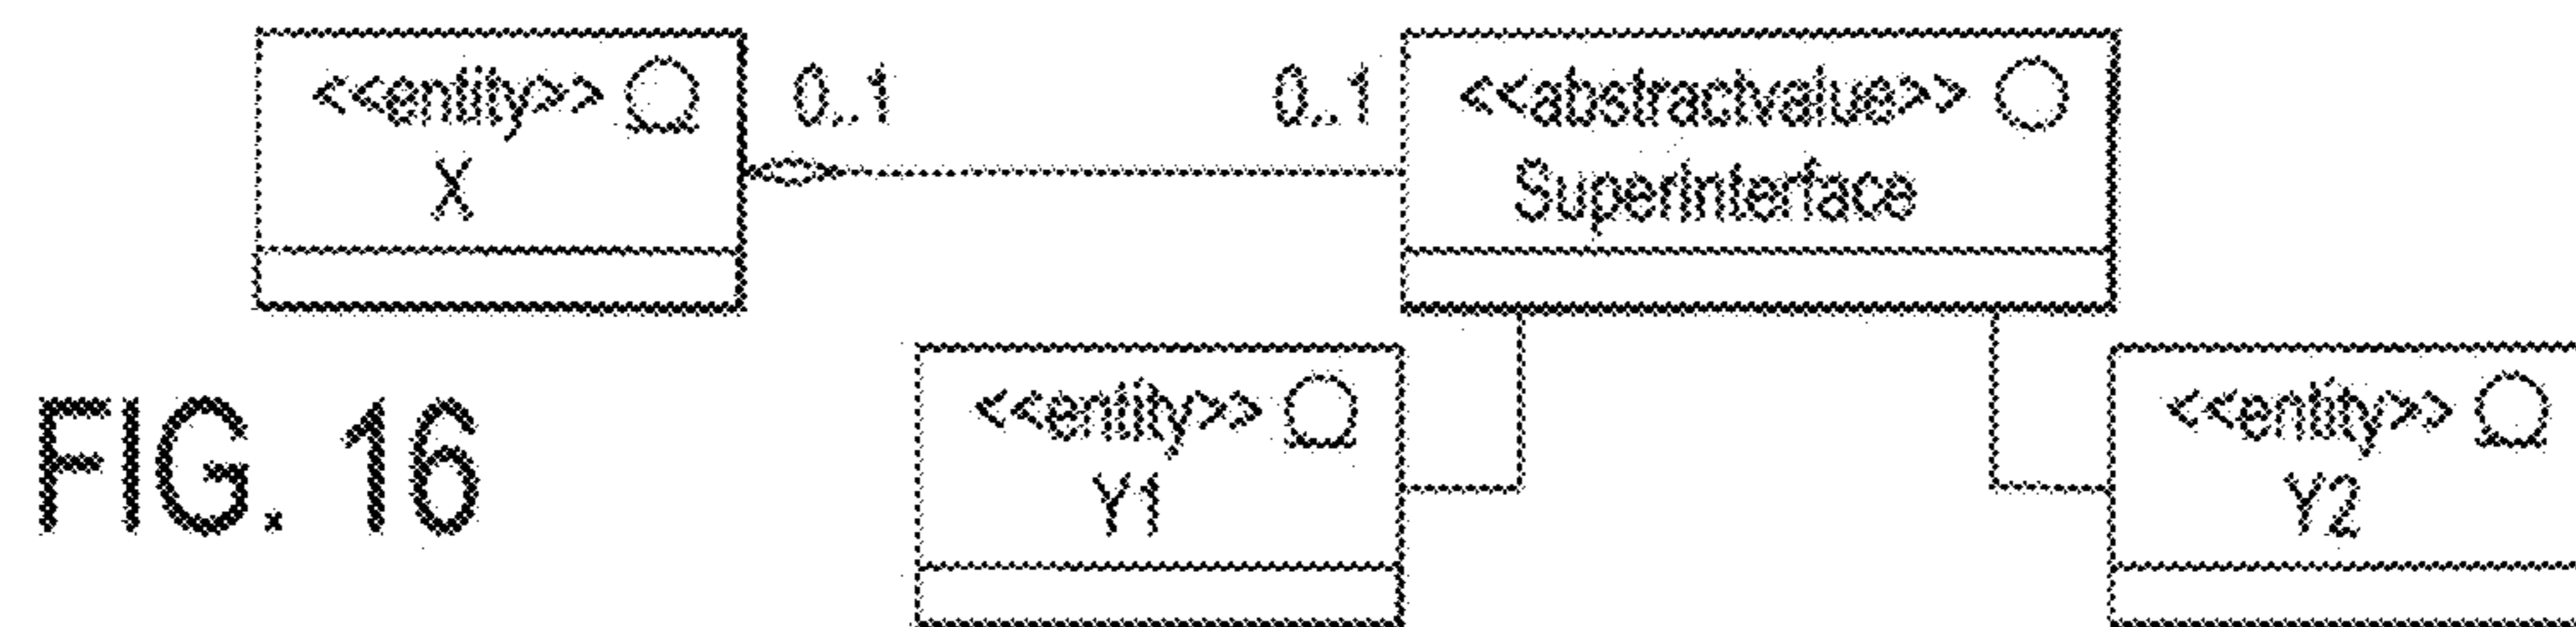 <<entity>>
X
0..1
0..1
<<abstractvalue>>
SuperInterface
<<entity>>
Y1
<<entity>>
Y2
FIG. 16